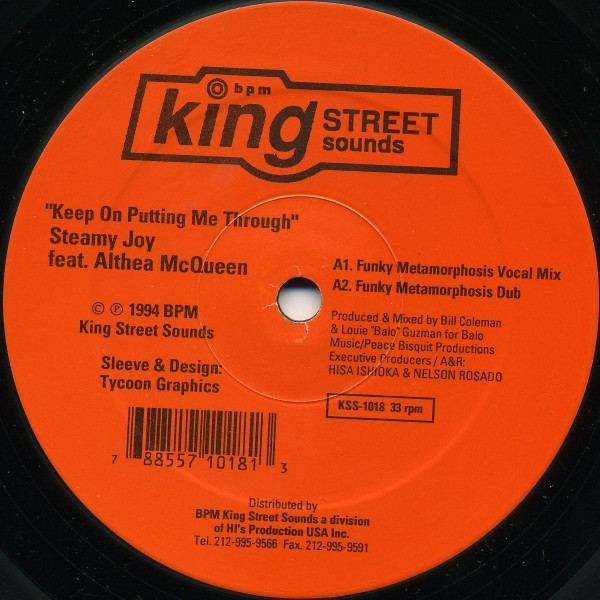 bpm
king STREET
sounds
"Keep On Putting Me Through"
Steamy Joy
feat. Althea McQueen
© ℗ 1994 BPM
King Street Sounds
Sleeve & Design:
Tycoon Graphics
7 88557 10181 3
A1. Funky Metamorphosis Vocal Mix
A2. Funky Metamorphosis Dub
Produced & Mixed by Bill Coleman
& Louie "Balo" Guzman for Balo
Music/Peace Bisquit Productions
Executive Producers / A&R:
HISA ISHIOKA & NELSON ROSADO
KSS-1018 33 rpm
Distributed by
BPM King Street Sounds a division
of HI's Production USA Inc.
Tel. 212-995-9566 Fax. 212-995-9591